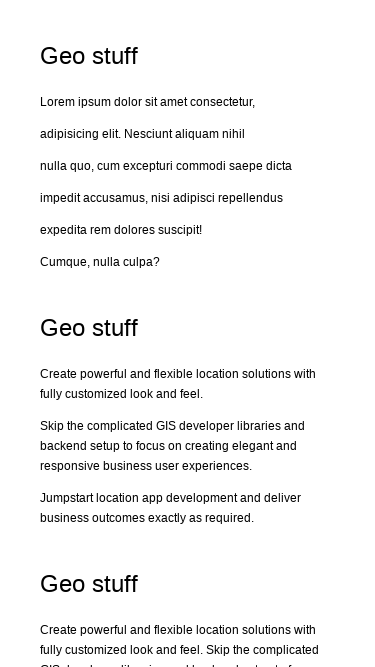 Geo stuff
Lorem ipsum dolor sit amet consectetur,
adipisicing elit. Nesciunt aliquam nihil
nulla quo, cum excepturi commodi saepe dicta
impedit accusamus, nisi adipisci repellendus
expedita rem dolores suscipit!
Cumque, nulla culpa?
Geo stuff
Create powerful and flexible location solutions with
fully customized look and feel.
Skip the complicated GIS developer libraries and
backend setup to focus on creating elegant and
responsive business user experiences.
Jumpstart location app development and deliver
business outcomes exactly as required.
Geo stuff
Create powerful and flexible location solutions with
fully customized look and feel. Skip the complicated